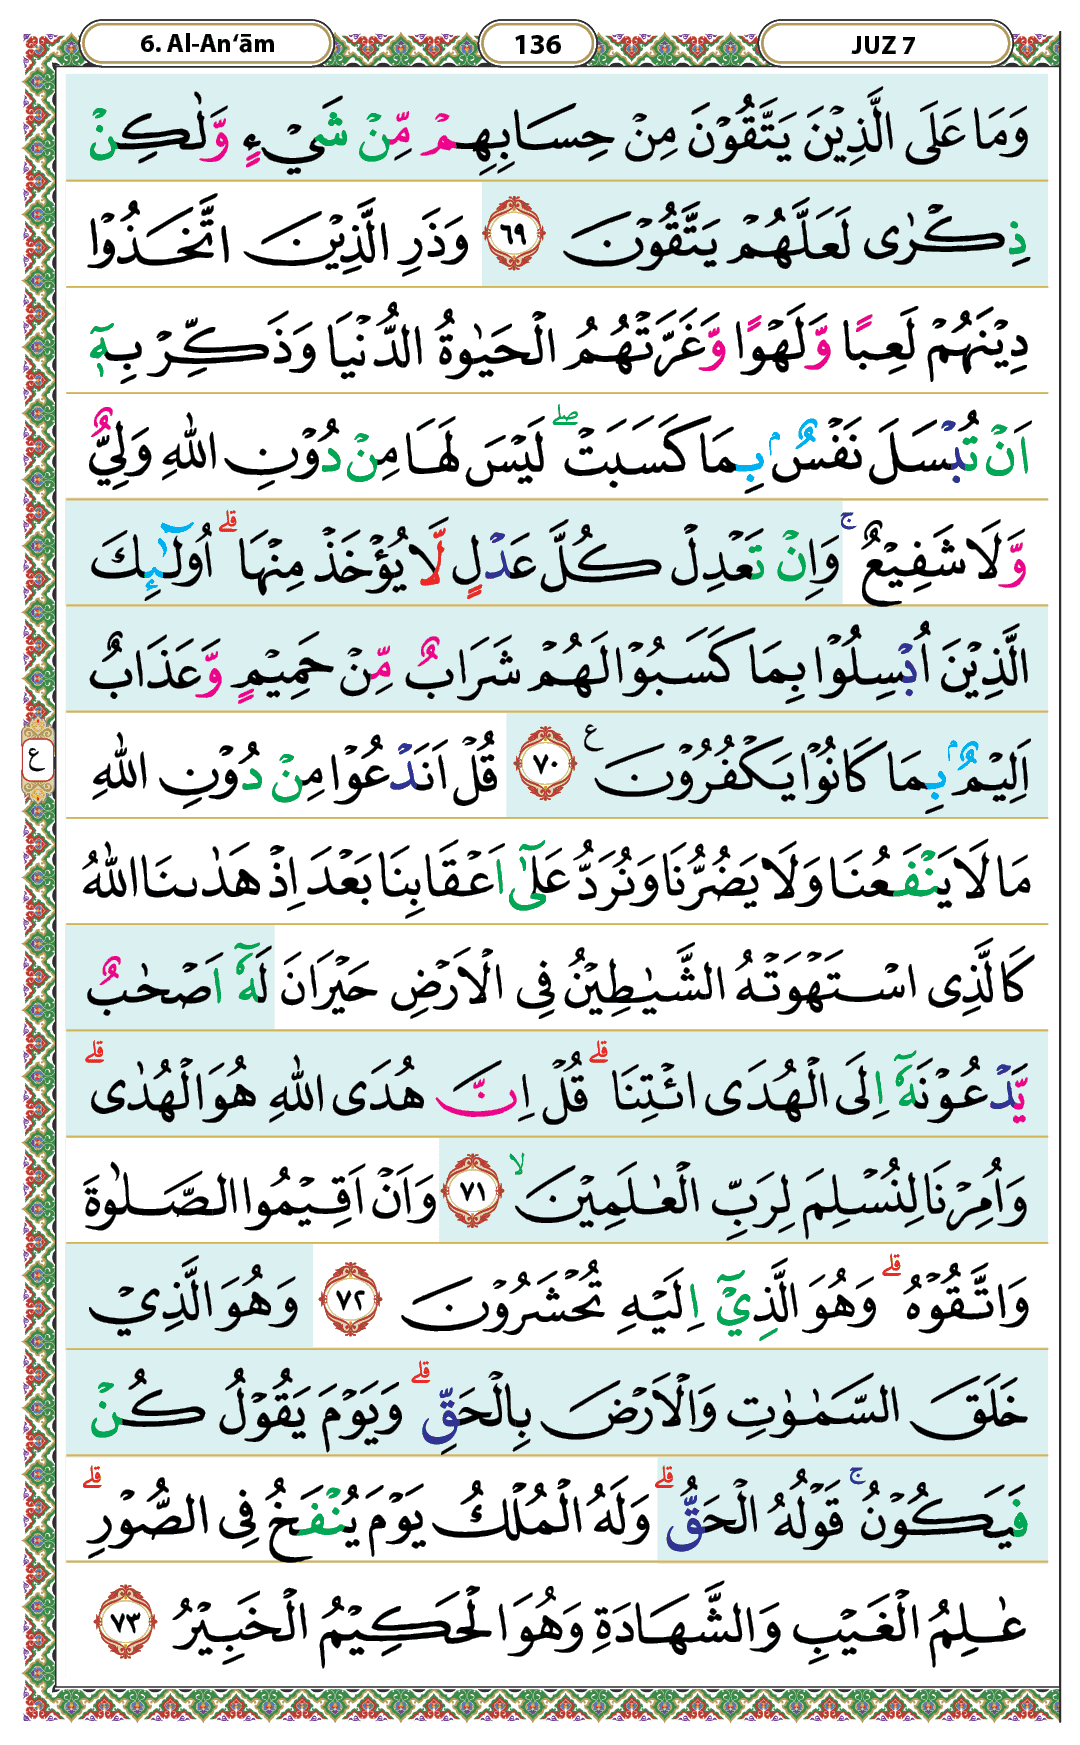 6. Al-An‘ām
136
JUZ 7
وَمَا عَلَى الَّذِيْنَ يَتَّقُوْنَ مِنْ حِسَابِهِمْ مِّنْ شَيْءٍ وَّلٰكِنْ
ذِكْرٰى لَعَلَّهُمْ يَتَّقُوْنَ ٦٩ وَذَرِ الَّذِيْنَ اتَّخَذُوْا
دِيْنَهُمْ لَعِبًا وَّلَهْوًا وَّغَرَّتْهُمُ الْحَيٰوةُ الدُّنْيَا وَذَكِّرْ بِهٖٓ
اَنْ تُبْسَلَ نَفْسٌۢ بِمَا كَسَبَتْۖ لَيْسَ لَهَا مِنْ دُوْنِ اللّٰهِ وَلِيٌّ
وَّلَا شَفِيْعٌۚ وَاِنْ تَعْدِلْ كُلَّ عَدْلٍ لَّا يُؤْخَذْ مِنْهَاۗ اُولٰۤىِٕكَ
الَّذِيْنَ اُبْسِلُوْا بِمَا كَسَبُوْا لَهُمْ شَرَابٌ مِّنْ حَمِيْمٍ وَّعَذَابٌ
اَلِيْمٌۢ بِمَا كَانُوْا يَكْفُرُوْنَ ع ٧٠ قُلْ اَنَدْعُوْا مِنْ دُوْنِ اللّٰهِ
ع
مَا لَا يَنْفَعُنَا وَلَا يَضُرُّنَا وَنُرَدُّ عَلٰٓى اَعْقَابِنَا بَعْدَ اِذْ هَدٰىنَا اللّٰهُ
كَالَّذِى اسْتَهْوَتْهُ الشَّيٰطِيْنُ فِى الْاَرْضِ حَيْرَانَ لَهٗٓ اَصْحٰبٌ
يَّدْعُوْنَهٗٓ اِلَى الْهُدَى ائْتِنَاۗ قُلْ اِنَّ هُدَى اللّٰهِ هُوَ الْهُدٰىۗ
وَاُمِرْنَا لِنُسْلِمَ لِرَبِّ الْعٰلَمِيْنَۙ ٧١ وَاَنْ اَقِيْمُوا الصَّلٰوةَ
وَاتَّقُوْهُۗ وَهُوَ الَّذِيْٓ اِلَيْهِ تُحْشَرُوْنَ ٧٢ وَهُوَ الَّذِيْ
خَلَقَ السَّمٰوٰتِ وَالْاَرْضَ بِالْحَقِّۗ وَيَوْمَ يَقُوْلُ كُنْ
فَيَكُوْنُۚ قَوْلُهُ الْحَقُّۗ وَلَهُ الْمُلْكُ يَوْمَ يُنْفَخُ فِى الصُّوْرِۗ
عٰلِمُ الْغَيْبِ وَالشَّهَادَةِ وَهُوَ الْحَكِيْمُ الْخَبِيْرُ ٧٣